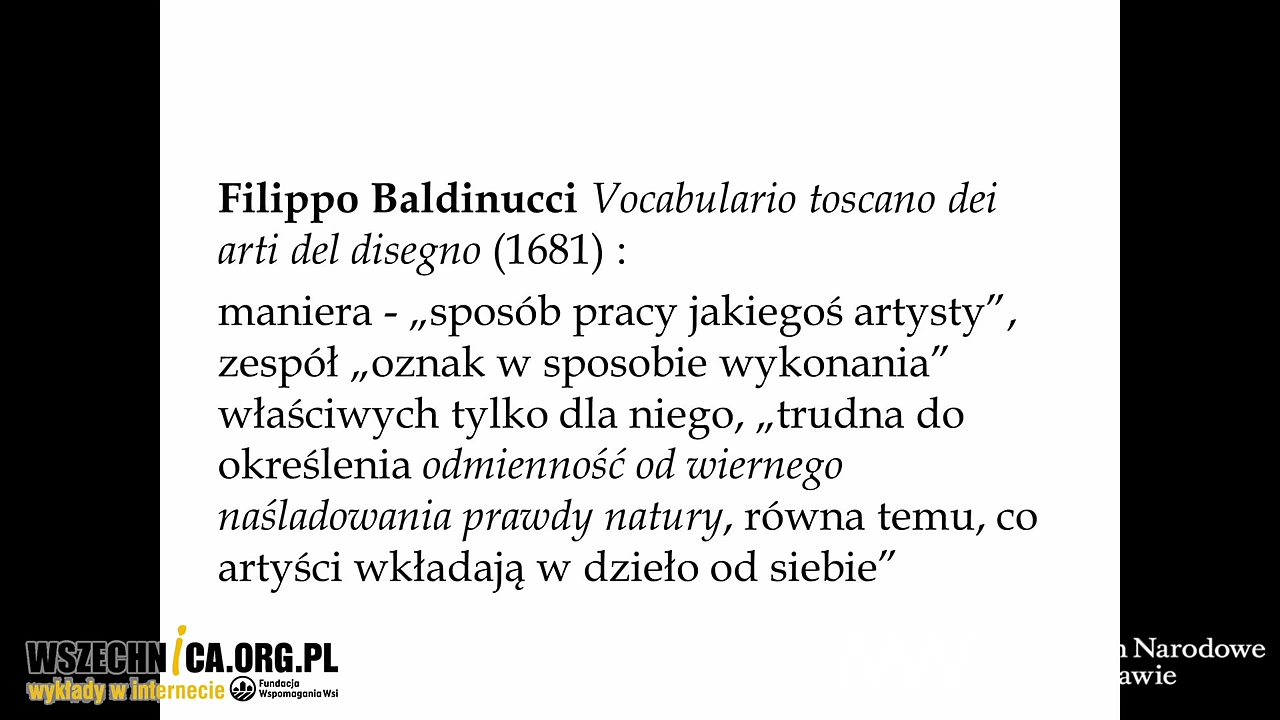 Filippo Baldinucci Vocabulario toscano dei
arti del disegno (1681) :
maniera - „sposób pracy jakiegoś artysty”,
zespół „oznak w sposobie wykonania”
właściwych tylko dla niego, „trudna do
określenia odmienność od wiernego
naśladowania prawdy natury, równa temu, co
artyści wkładają w dzieło od siebie”
WSZECHNICA.ORG.PL
wykłady w internecie
Fundacja
Wspomagania Wsi
Narodowe